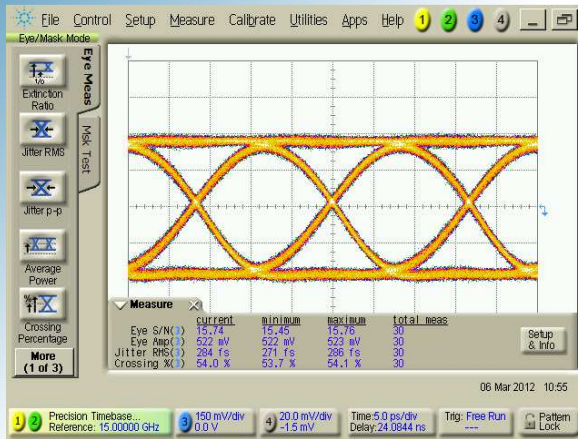 File Control Setup Measure Calibrate Utilities Apps Help 1 2 3 4
Eye/Mask Mode
Eye Meas
Msk Test
Extinction
Ratio
Jitter RMS
Jitter p-p
Average
Power
Crossing
Percentage
More
(1 of 3)
Measure
current minimum maximum total meas
Eye S/N(3) 15.74 15.45 15.76 30
Eye Amp(3) 522 mV 522 mV 523 mV 30
Jitter RMS(3) 284 fs 271 fs 286 fs 30
Crossing %(3) 54.0 % 53.7 % 54.1 % 30
Setup
& Info
06 Mar 2012 10:55
1 2 Precision Timebase...
Reference: 15.00000 GHz
3 150 mV/div
0.0 V
4 20.0 mV/div
-1.5 mV
Time:5.0 ps/div
Delay:24.0844 ns
Trig: Free Run
---
Pattern
Lock